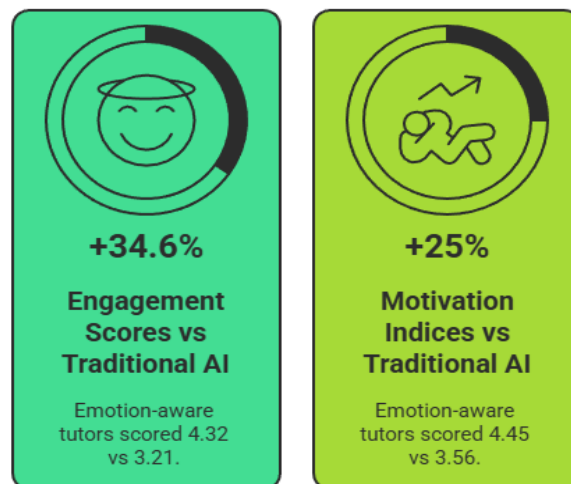 +34.6%
Engagement
Scores vs
Traditional AI
Emotion-aware
tutors scored 4.32
vs 3.21.
+25%
Motivation
Indices vs
Traditional AI
Emotion-aware
tutors scored 4.45
vs 3.56.